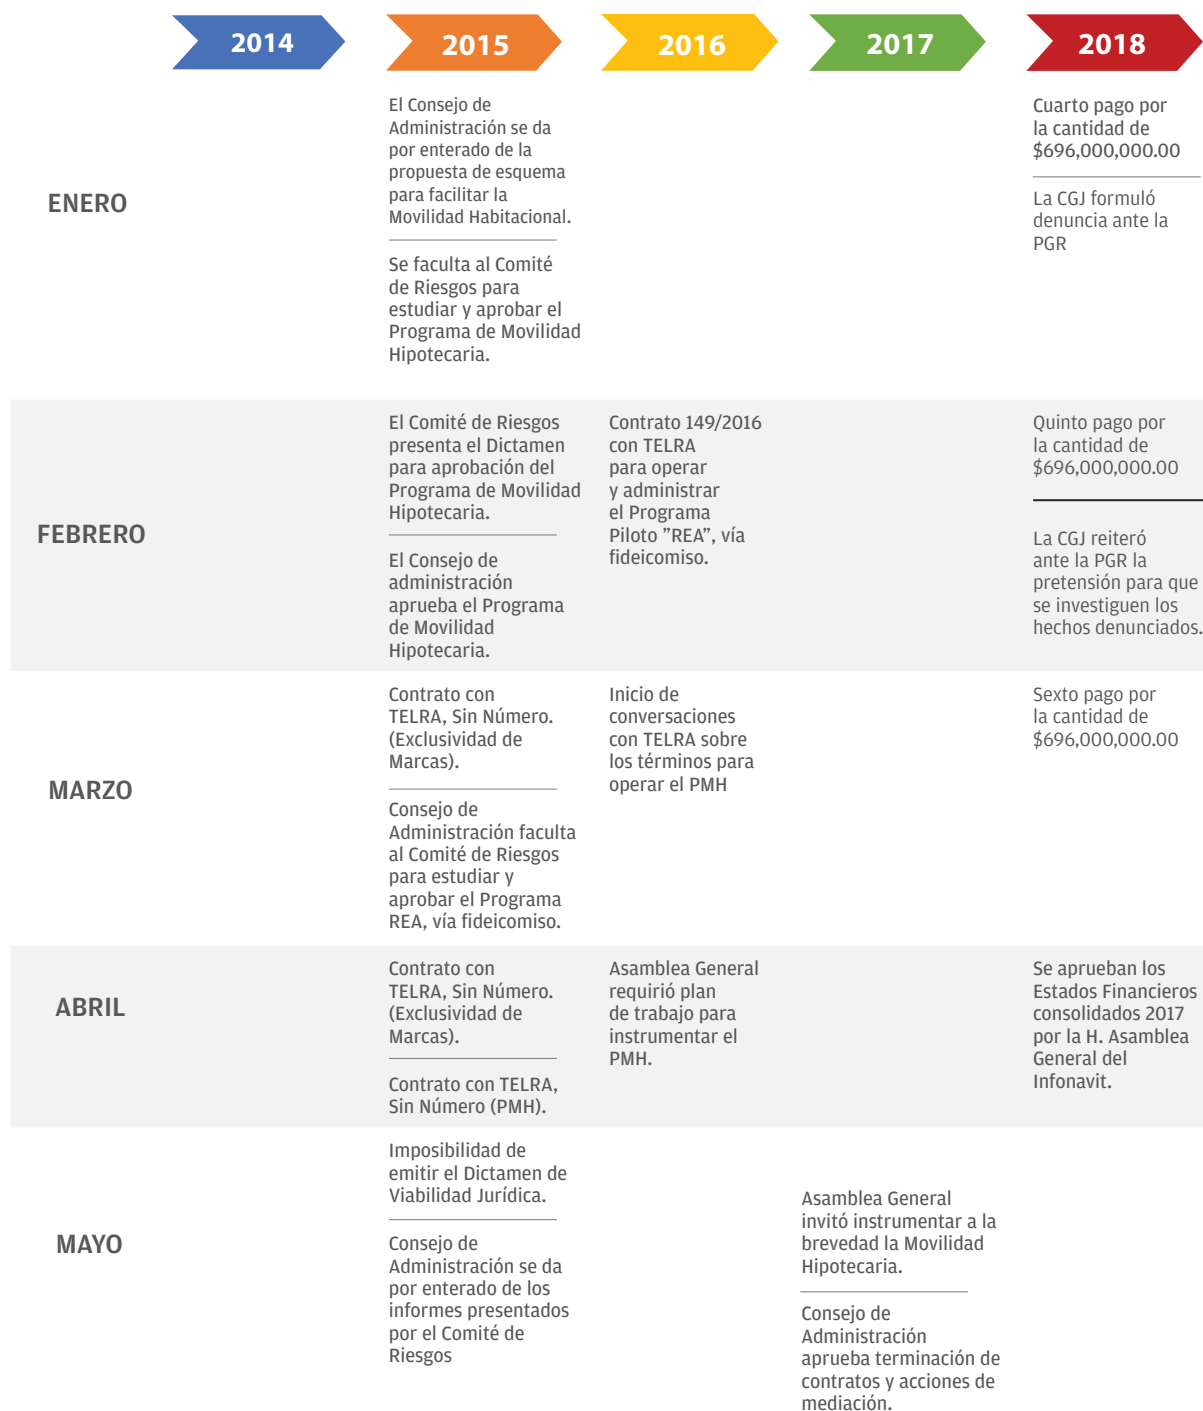 2014
2015
2016
2017
2018
ENERO
El Consejo de
Administración se da
por enterado de la
propuesta de esquema
para facilitar la
Movilidad Habitacional.
Se faculta al Comité
de Riesgos para
estudiar y aprobar el
Programa de Movilidad
Hipotecaria.
Cuarto pago por
la cantidad de
$696,000,000.00
La CGJ formuló
denuncia ante la
PGR
FEBRERO
El Comité de Riesgos
presenta el Dictamen
para aprobación del
Programa de Movilidad
Hipotecaria.
El Consejo de
administración
aprueba el Programa
de Movilidad
Hipotecaria.
Contrato 149/2016
con TELRA
para operar
y administrar
el Programa
Piloto ”REA”, vía
fideicomiso.
Quinto pago por
la cantidad de
$696,000,000.00
La CGJ reiteró
ante la PGR la
pretensión para que
se investiguen los
hechos denunciados.
MARZO
Contrato con
TELRA, Sin Número.
(Exclusividad de
Marcas).
Consejo de
Administración faculta
al Comité de Riesgos
para estudiar y
aprobar el Programa
REA, vía fideicomiso.
Inicio de
conversaciones
con TELRA sobre
los términos para
operar el PMH
Sexto pago por
la cantidad de
$696,000,000.00
ABRIL
Contrato con
TELRA, Sin Número.
(Exclusividad de
Marcas).
Contrato con TELRA,
Sin Número (PMH).
Asamblea General
requirió plan
de trabajo para
instrumentar el
PMH.
Se aprueban los
Estados Financieros
consolidados 2017
por la H. Asamblea
General del
Infonavit.
MAYO
Imposibilidad de
emitir el Dictamen de
Viabilidad Jurídica.
Consejo de
Administración se da
por enterado de los
informes presentados
por el Comité de
Riesgos
Asamblea General
invitó instrumentar a la
brevedad la Movilidad
Hipotecaria.
Consejo de
Administración
aprueba terminación de
contratos y acciones de
mediación.